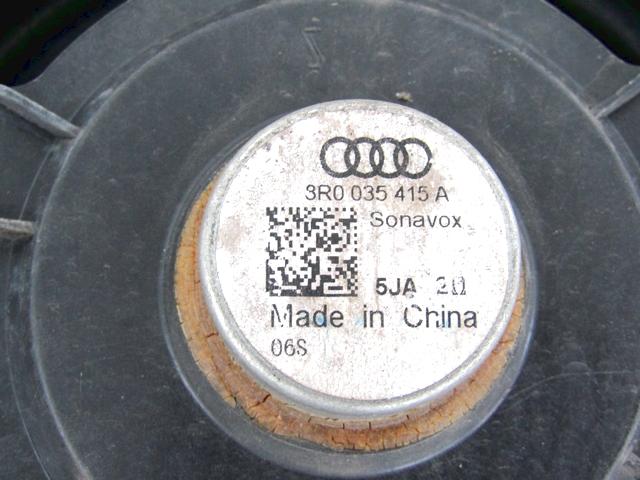 3R0 035 415 A
Sonavox
5JA 2Ω
Made in China
06S